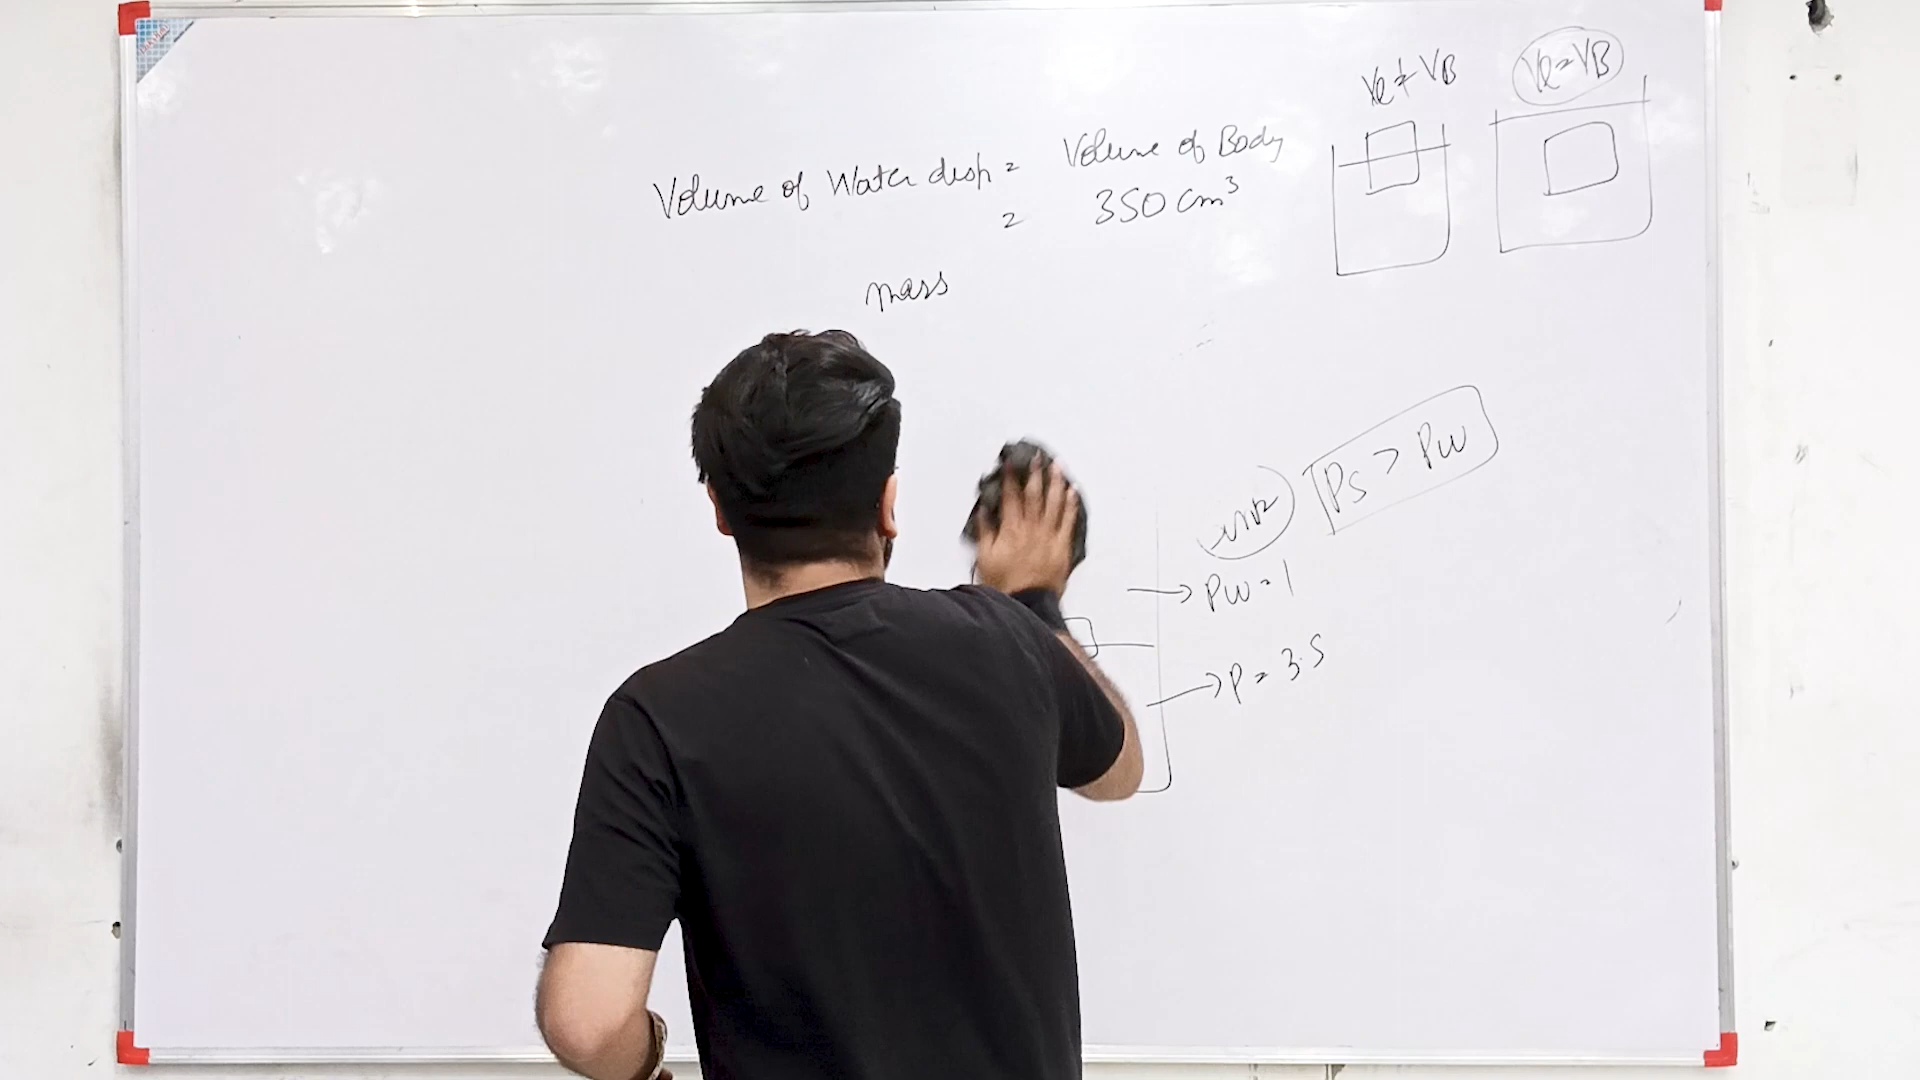 Vl ≠ VB
Vl = VB
Volume of Water disp = Volume of Body
= 350 cm³
mass
Ps > Pw
Pw = 1
P = 3.5